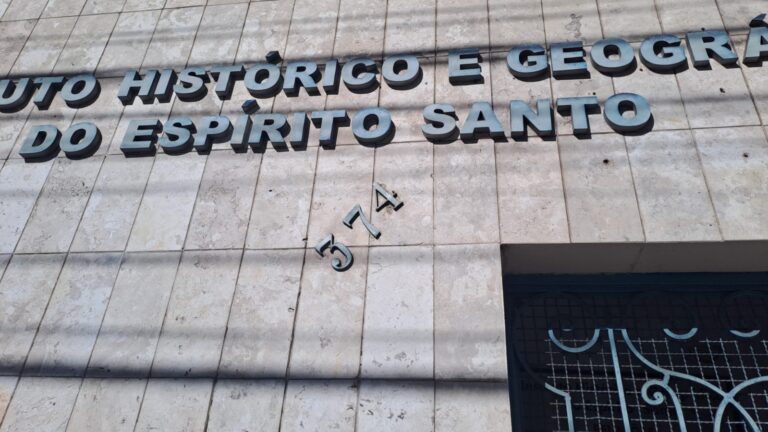 UTO HISTÓRICO E GEOGRÁ
DO ESPÍRITO SANTO
374